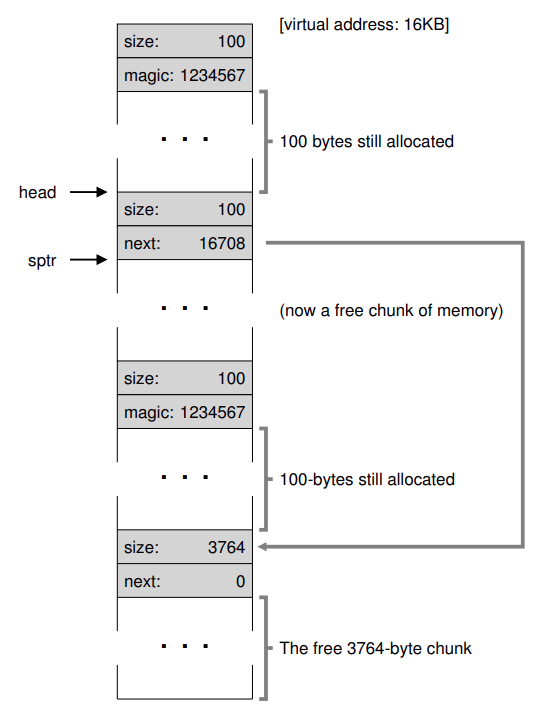 [virtual address: 16KB]
size: 100
magic: 1234567
. . .
100 bytes still allocated
head
size: 100
next: 16708
sptr
. . .
(now a free chunk of memory)
size: 100
magic: 1234567
. . .
100-bytes still allocated
size: 3764
next: 0
. . .
The free 3764-byte chunk